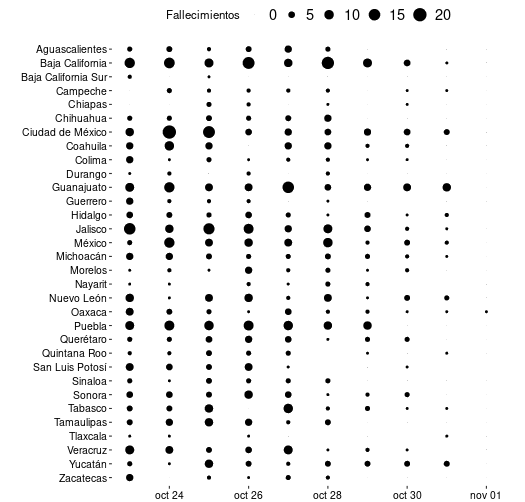 Fallecimientos 0 5 10 15 20
Aguascalientes
Baja California
Baja California Sur
Campeche
Chiapas
Chihuahua
Ciudad de México
Coahuila
Colima
Durango
Guanajuato
Guerrero
Hidalgo
Jalisco
México
Michoacán
Morelos
Nayarit
Nuevo León
Oaxaca
Puebla
Querétaro
Quintana Roo
San Luis Potosí
Sinaloa
Sonora
Tabasco
Tamaulipas
Tlaxcala
Veracruz
Yucatán
Zacatecas
oct 24 oct 26 oct 28 oct 30 nov 01